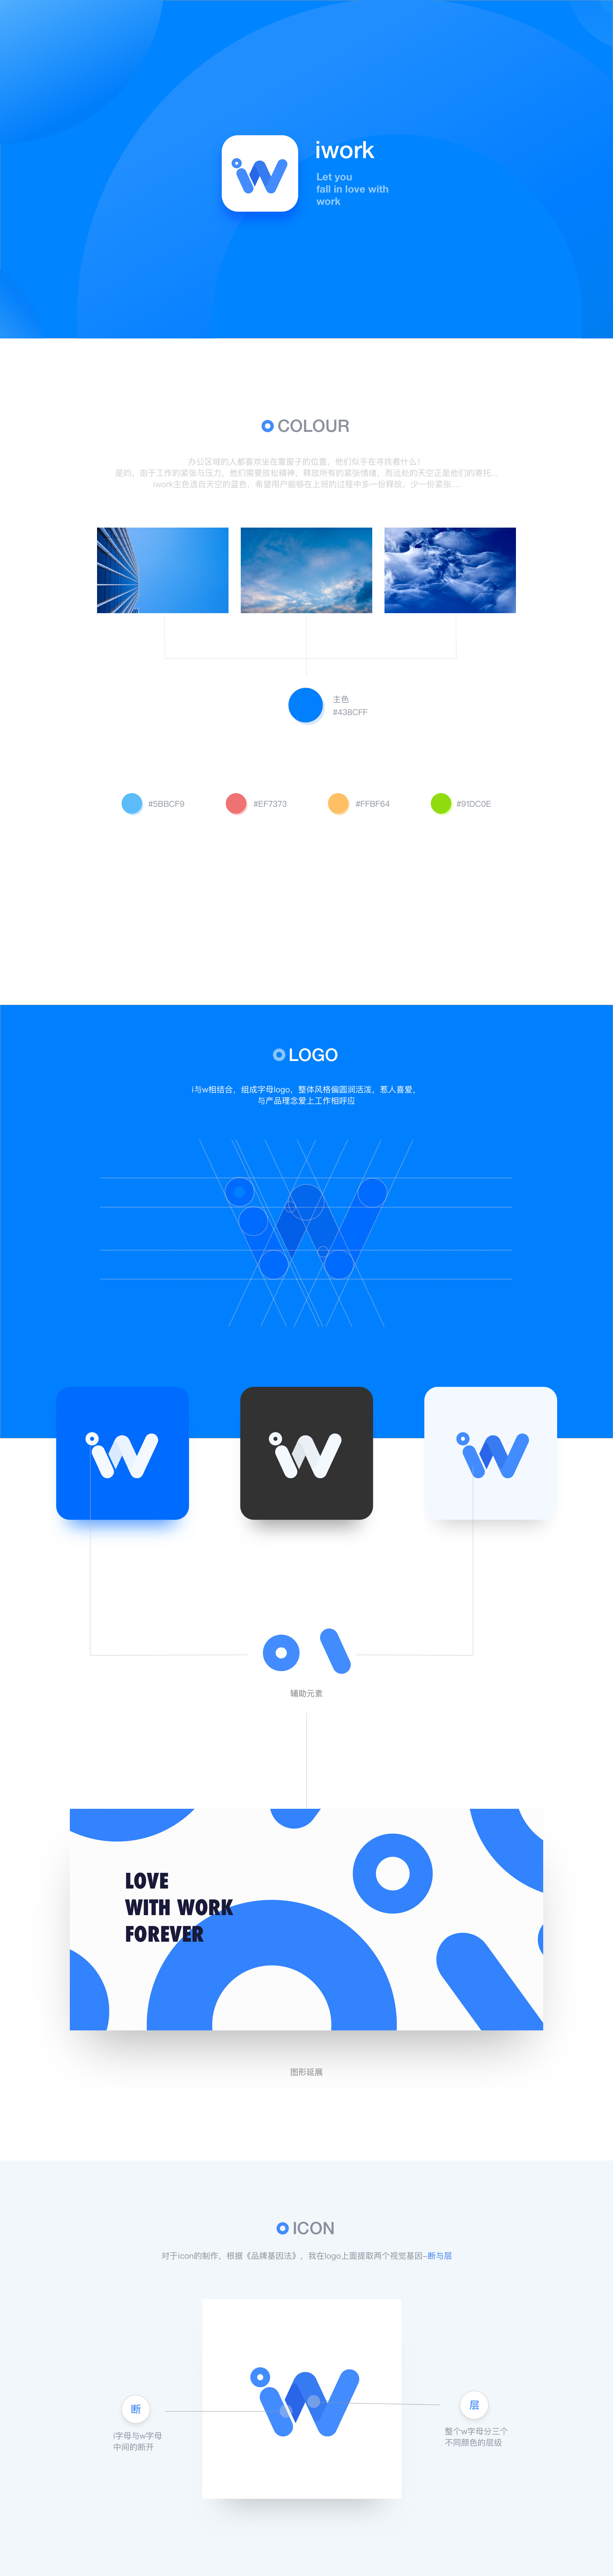 iwork
Let you
fall in love with
work
COLOUR
办公区域的人都喜欢坐在靠窗子的位置，他们似乎在寻找着什么！
是的，由于工作的紧张与压力，他们需要放松精神，释放所有的紧张情绪，而远处的天空正是他们的寄托...
iwork主色选自天空的蓝色，希望用户能够在上班的过程中多一份释放，少一份紧张....
主色
#438CFF
#5BBCF9
#EF7373
#FFBF64
#91DC0E
LOGO
i与w相结合，组成字母logo，整体风格偏圆润活泼，惹人喜爱，
与产品理念爱上工作相呼应
辅助元素
LOVE
WITH WORK
FOREVER
图形延展
ICON
对于icon的制作，根据《品牌基因法》，我在logo上面提取两个视觉基因-断与层
断
i字母与w字母
中间的断开
层
整个w字母分三个
不同颜色的层级